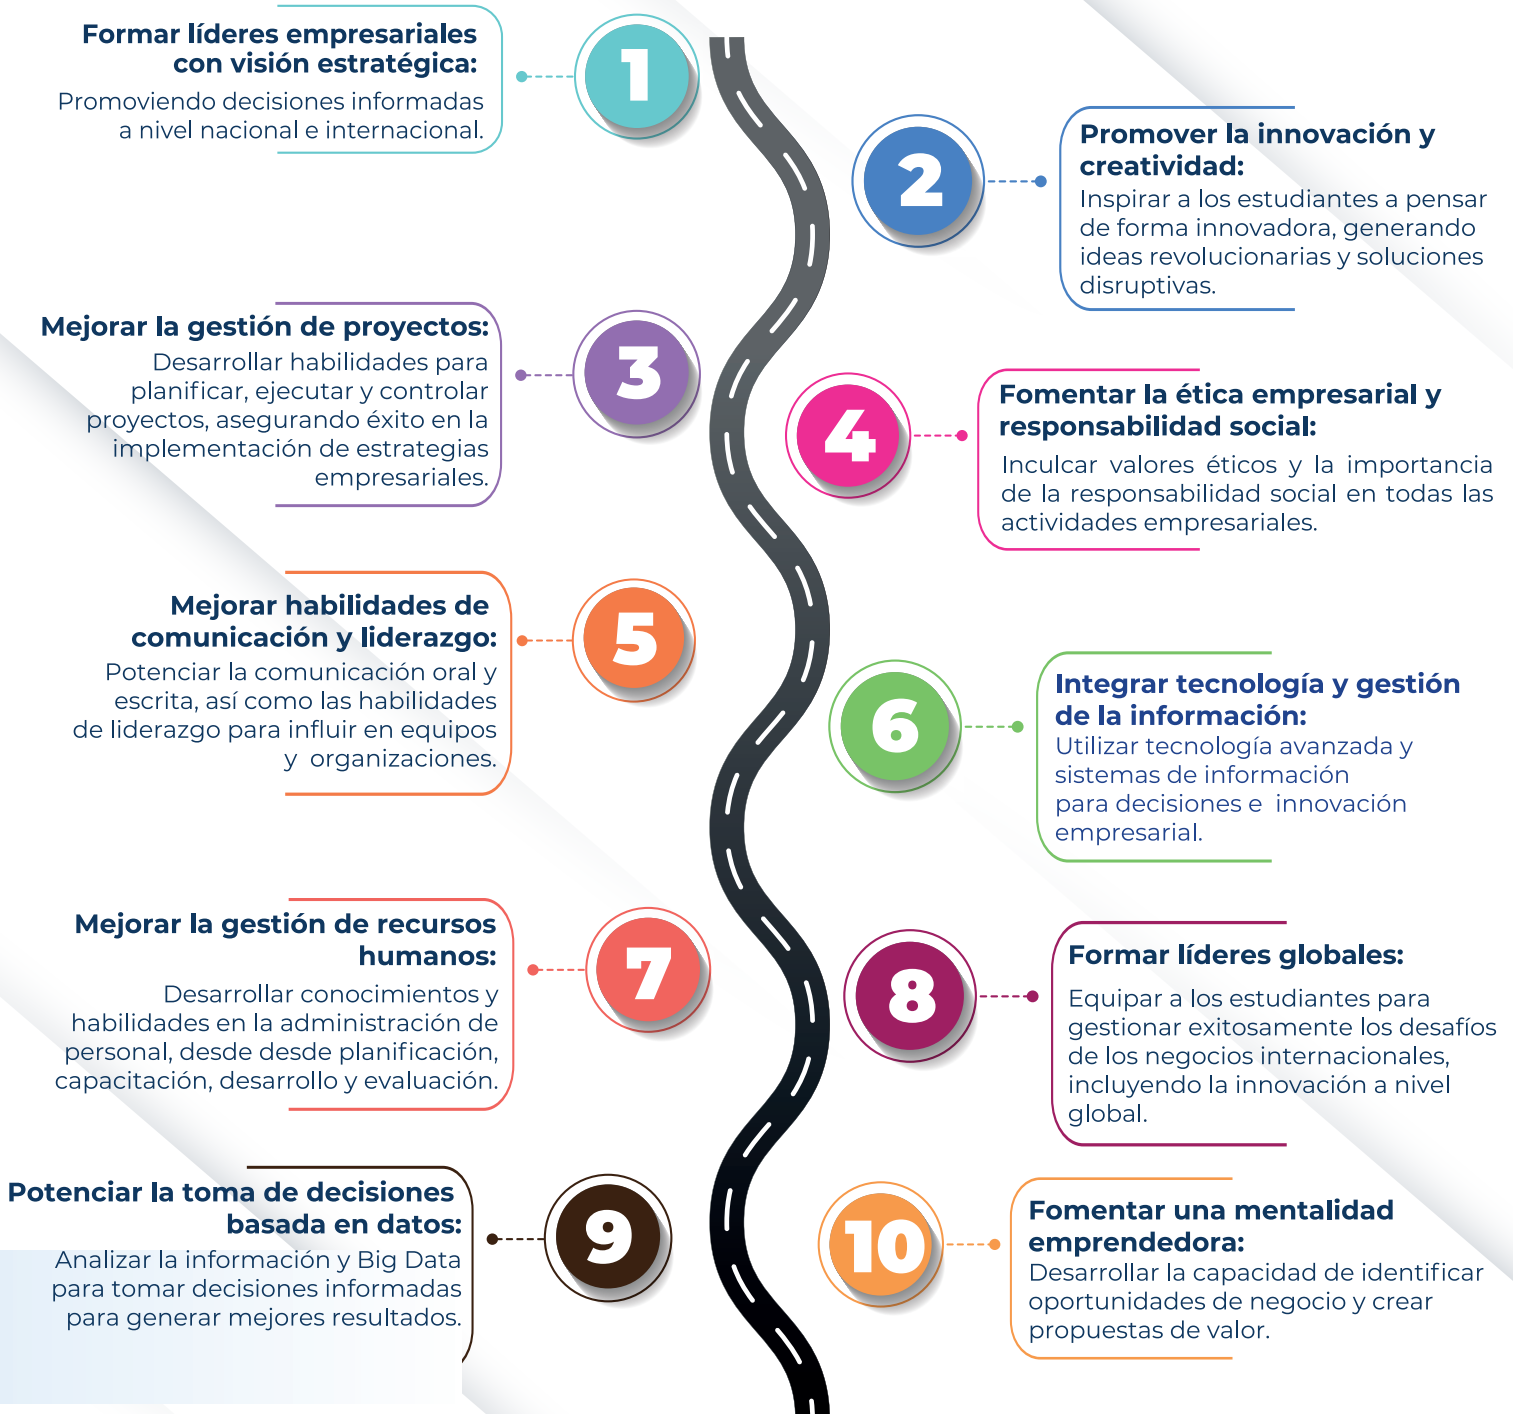 Formar líderes empresariales
con visión estratégica:
Promoviendo decisiones informadas
a nivel nacional e internacional.
1
2
Promover la innovación y
creatividad:
Inspirar a los estudiantes a pensar
de forma innovadora, generando
ideas revolucionarias y soluciones
disruptivas.
Mejorar la gestión de proyectos:
Desarrollar habilidades para
planificar, ejecutar y controlar
proyectos, asegurando éxito en la
implementación de estrategias
empresariales.
3
4
Fomentar la ética empresarial y
responsabilidad social:
Inculcar valores éticos y la importancia
de la responsabilidad social en todas las
actividades empresariales.
Mejorar habilidades de
comunicación y liderazgo:
Potenciar la comunicación oral y
escrita, así como las habilidades
de liderazgo para influir en equipos
y organizaciones.
5
6
Integrar tecnología y gestión
de la información:
Utilizar tecnología avanzada y
sistemas de información
para decisiones e innovación
empresarial.
Mejorar la gestión de recursos
humanos:
Desarrollar conocimientos y
habilidades en la administración de
personal, desde desde planificación,
capacitación, desarrollo y evaluación.
7
8
Formar líderes globales:
Equipar a los estudiantes para
gestionar exitosamente los desafíos
de los negocios internacionales,
incluyendo la innovación a nivel
global.
Potenciar la toma de decisiones
basada en datos:
Analizar la información y Big Data
para tomar decisiones informadas
para generar mejores resultados.
9
10
Fomentar una mentalidad
emprendedora:
Desarrollar la capacidad de identificar
oportunidades de negocio y crear
propuestas de valor.